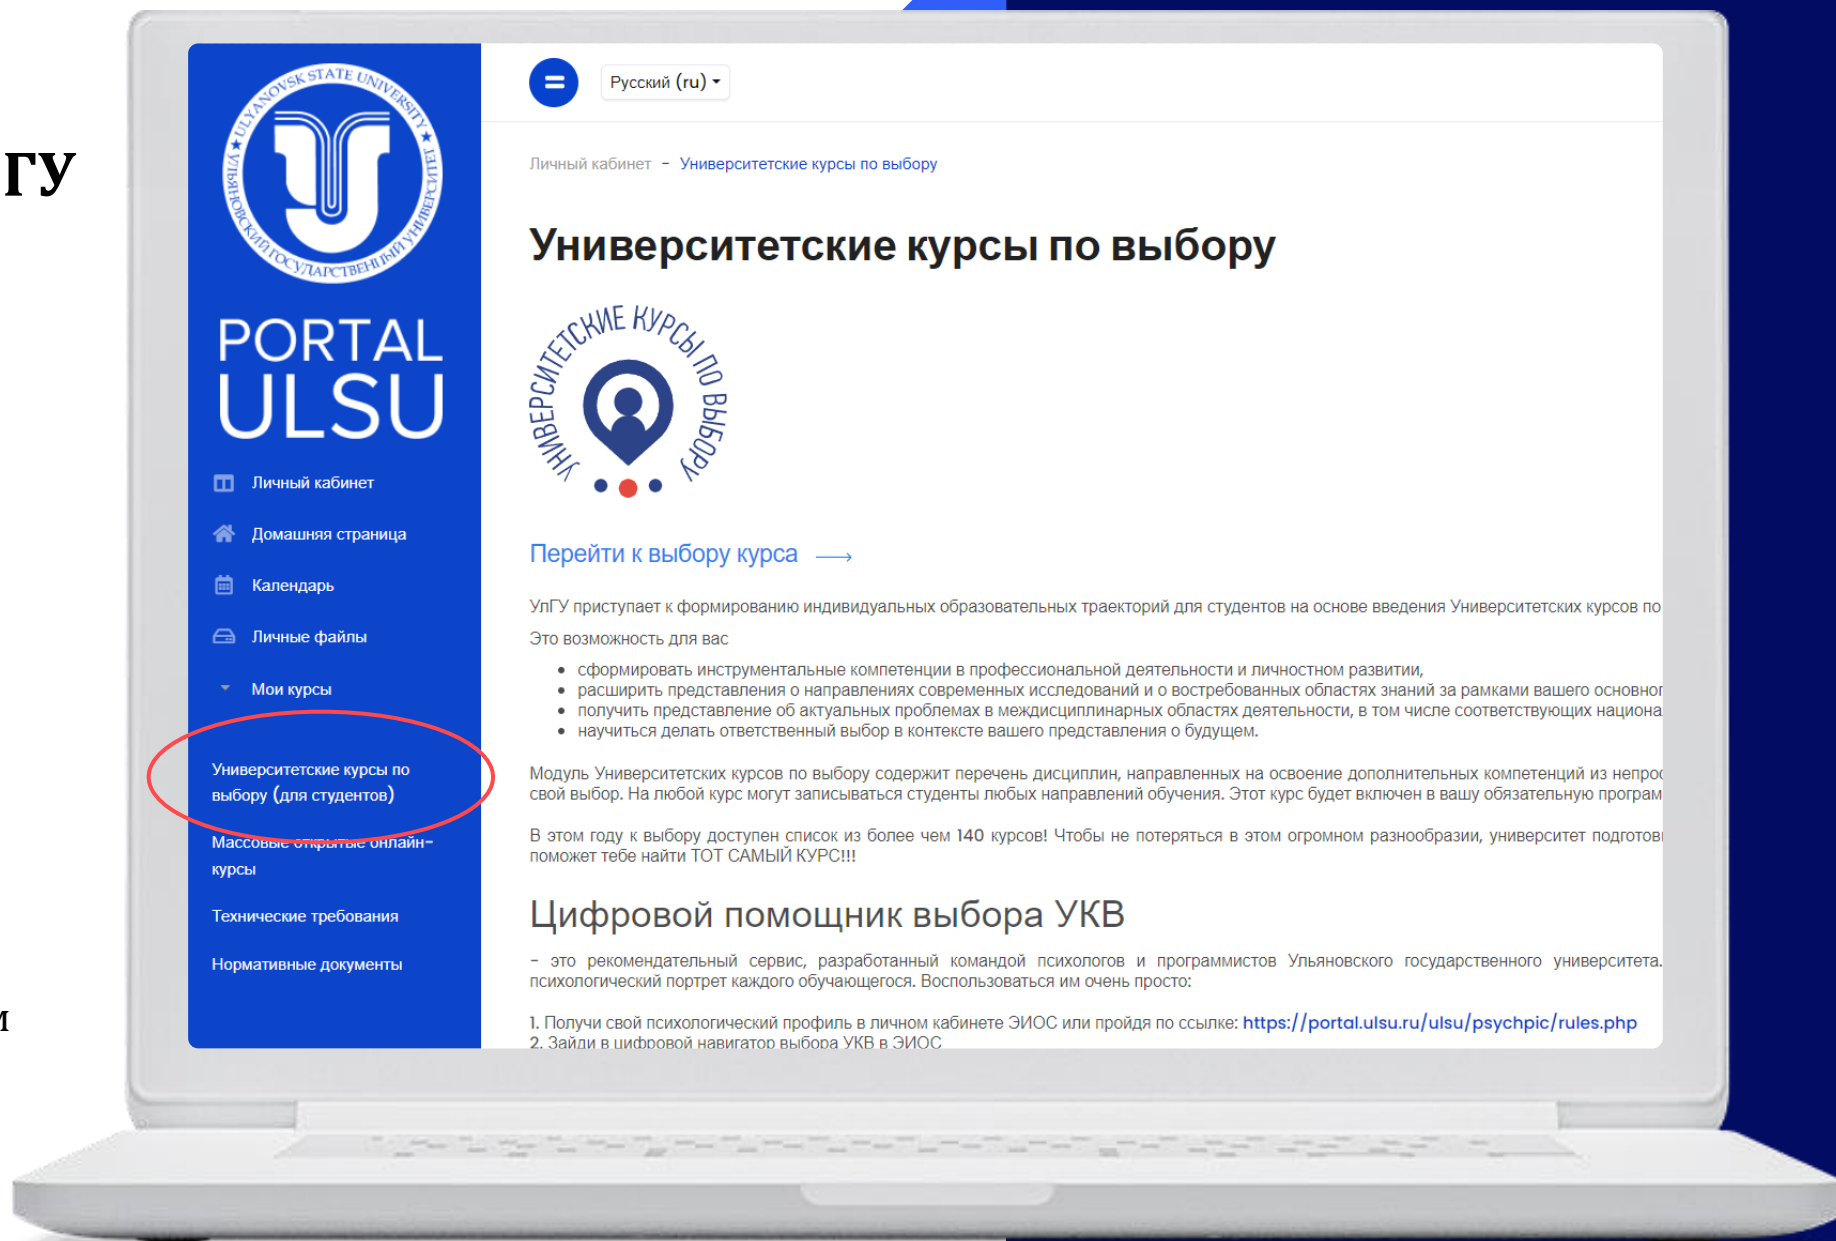 ГУ
м
ULYANOVSK STATE UNIVERSITY
УЛЬЯНОВСКИЙ ГОСУДАРСТВЕННЫЙ УНИВЕРСИТЕТ
PORTAL
ULSU
Личный кабинет
Домашняя страница
Календарь
Личные файлы
Мои курсы
Университетские курсы по
выбору (для студентов)
Массовые открытые онлайн-
курсы
Технические требования
Нормативные документы
Русский (ru)
Личный кабинет - Университетские курсы по выбору
Университетские курсы по выбору
УНИВЕРСИТЕТСКИЕ КУРСЫ ПО ВЫБОРУ
Перейти к выбору курса
УлГУ приступает к формированию индивидуальных образовательных траекторий для студентов на основе введения Университетских курсов по
Это возможность для вас
• сформировать инструментальные компетенции в профессиональной деятельности и личностном развитии,
• расширить представления о направлениях современных исследований и о востребованных областях знаний за рамками вашего основног
• получить представление об актуальных проблемах в междисциплинарных областях деятельности, в том числе соответствующих национа
• научиться делать ответственный выбор в контексте вашего представления о будущем.
Модуль Университетских курсов по выбору содержит перечень дисциплин, направленных на освоение дополнительных компетенций из непро
свой выбор. На любой курс могут записываться студенты любых направлений обучения. Этот курс будет включен в вашу обязательную програм
В этом году к выбору доступен список из более чем 140 курсов! Чтобы не потеряться в этом огромном разнообразии, университет подготов
поможет тебе найти ТОТ САМЫЙ КУРС!!!
Цифровой помощник выбора УКВ
- это рекомендательный сервис, разработанный командой психологов и программистов Ульяновского государственного университета.
психологический портрет каждого обучающегося. Воспользоваться им очень просто:
1. Получи свой психологический профиль в личном кабинете ЭИОС или пройдя по ссылке: https://portal.ulsu.ru/ulsu/psychpic/rules.php
2. Зайди в цифровой навигатор выбора УКВ в ЭИОС